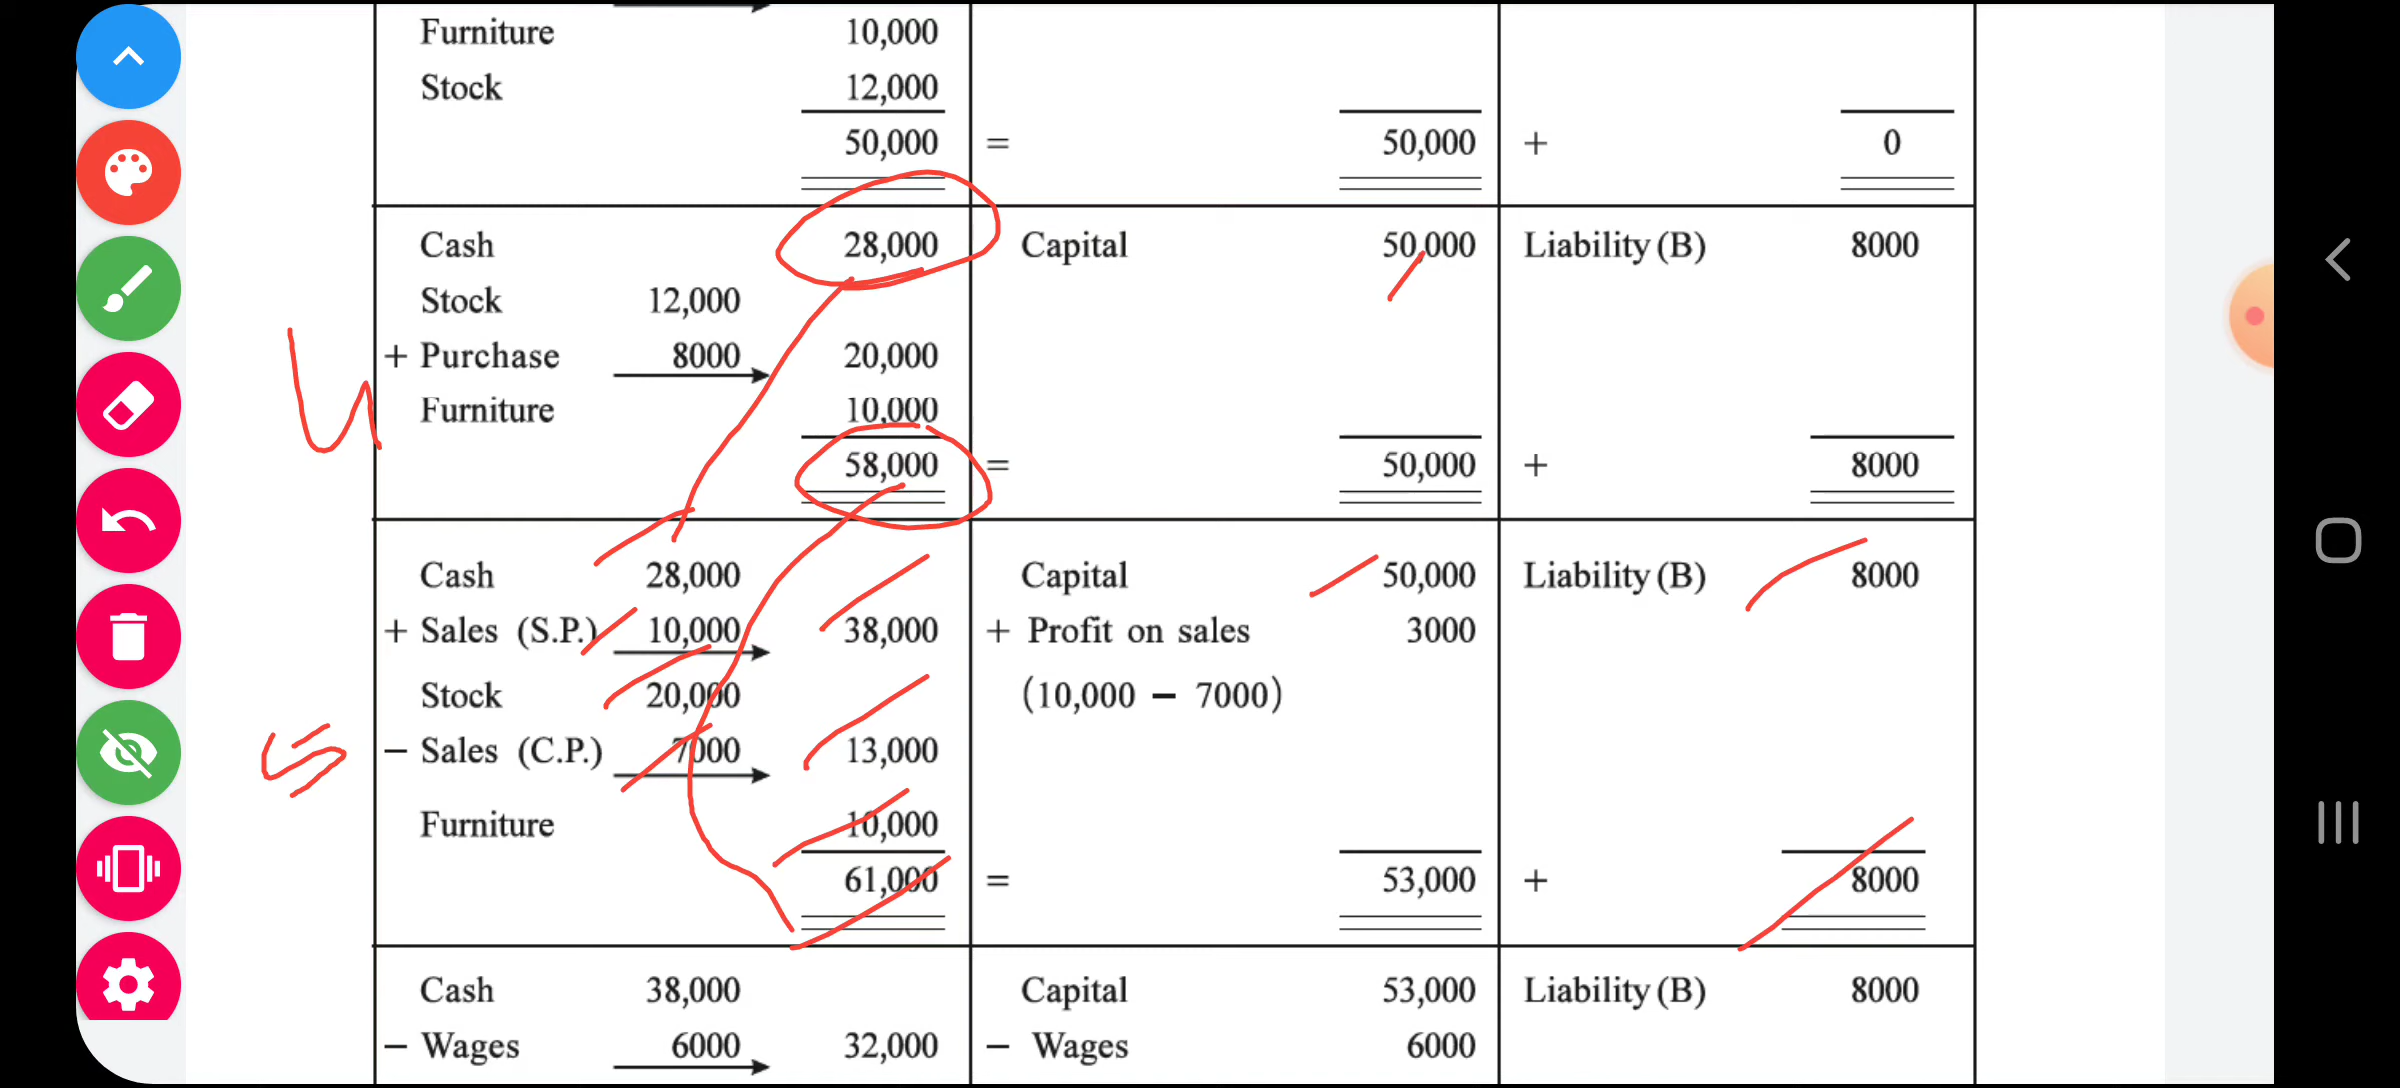 Furniture 10,000
Stock 12,000
50,000 = 50,000 + 0
Cash 28,000 Capital 50,000 Liability (B) 8000
Stock 12,000
+ Purchase 8000 20,000
Furniture 10,000
58,000 = 50,000 + 8000
4
Cash 28,000 Capital 50,000 Liability (B) 8000
+ Sales (S.P.) 10,000 38,000 + Profit on sales 3000
Stock 20,000 (10,000 − 7000)
− Sales (C.P.) 7000 13,000
5
Furniture 10,000
61,000 = 53,000 + 8000
Cash 38,000 Capital 53,000 Liability (B) 8000
− Wages 6000 32,000 − Wages 6000